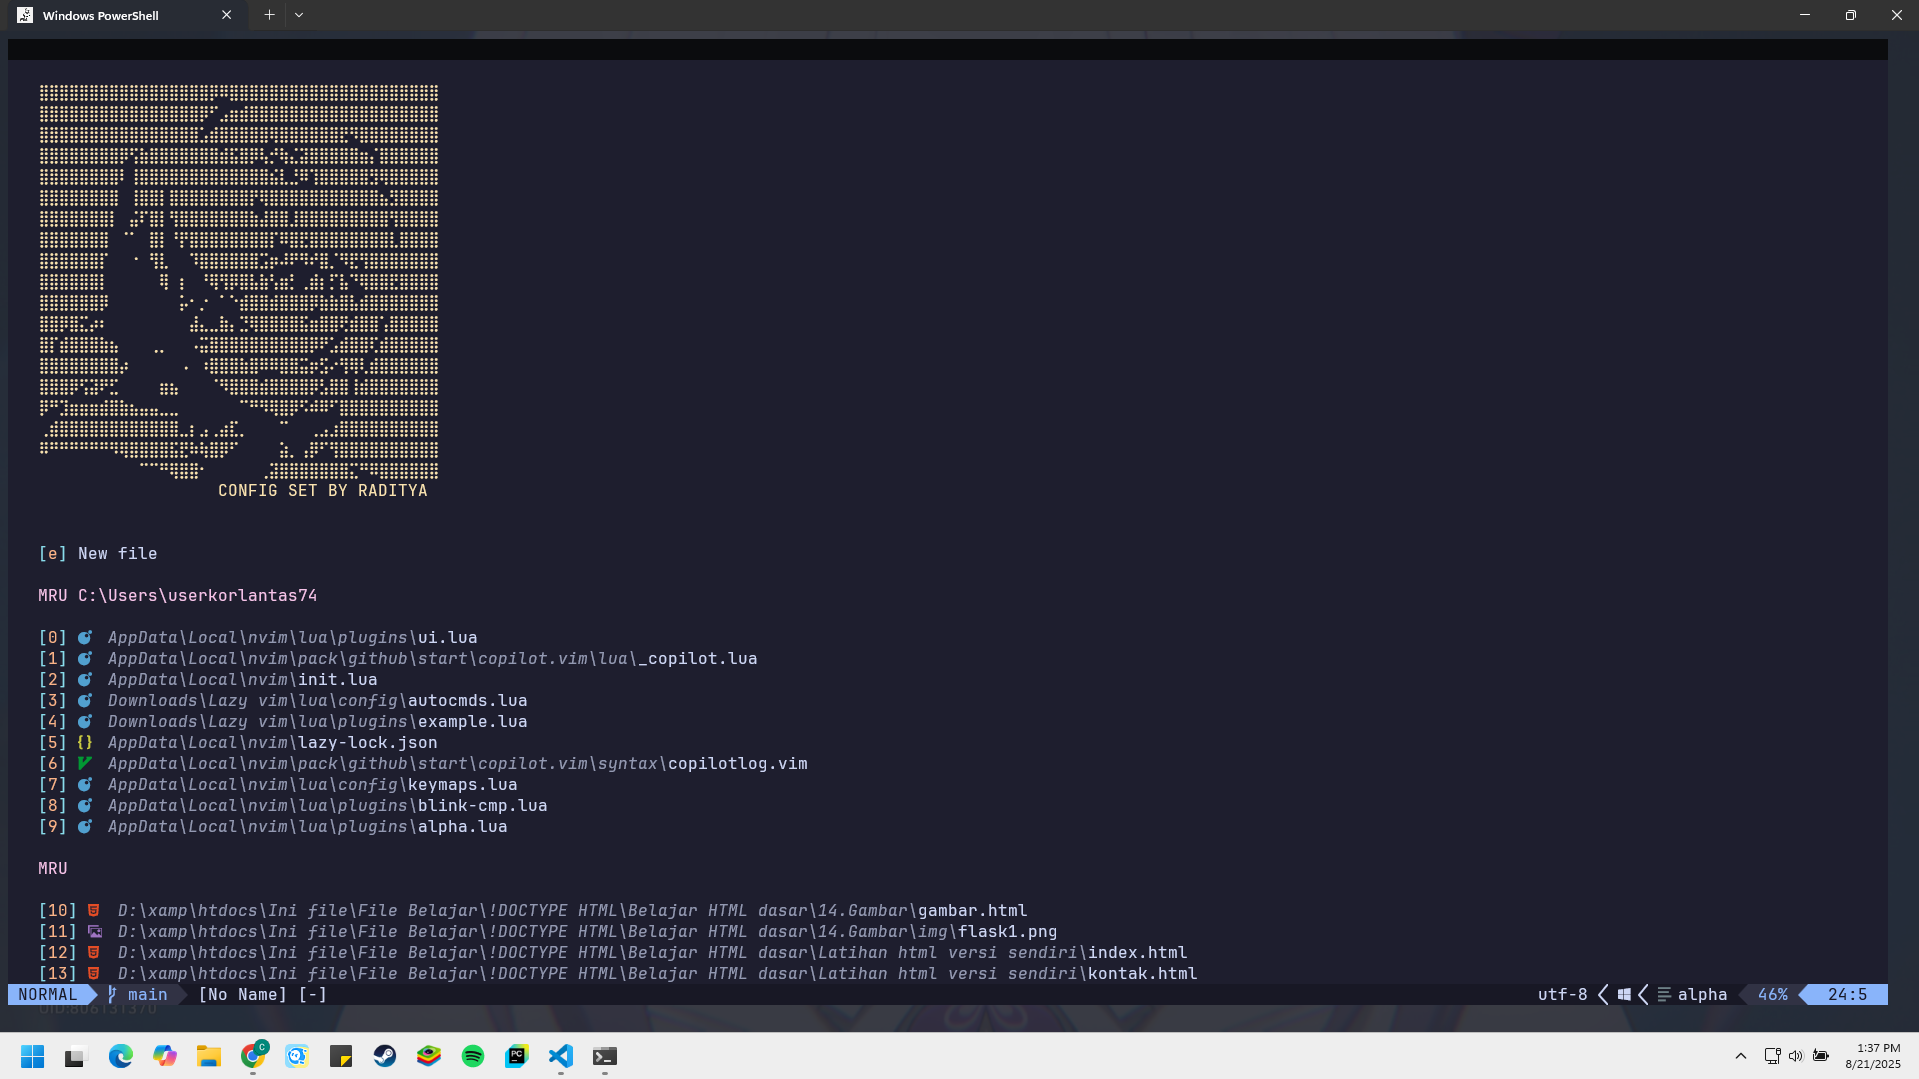 Windows PowerShell
CONFIG SET BY RADITYA
[e] New file
MRU C:\Users\userkorlantas74
[0] AppData\Local\nvim\lua\plugins\ui.lua
[1] AppData\Local\nvim\pack\github\start\copilot.vim\lua\_copilot.lua
[2] AppData\Local\nvim\init.lua
[3] Downloads\Lazy vim\lua\config\autocmds.lua
[4] Downloads\Lazy vim\lua\plugins\example.lua
[5] {} AppData\Local\nvim\lazy-lock.json
[6] AppData\Local\nvim\pack\github\start\copilot.vim\syntax\copilotlog.vim
[7] AppData\Local\nvim\lua\config\keymaps.lua
[8] AppData\Local\nvim\lua\plugins\blink-cmp.lua
[9] AppData\Local\nvim\lua\plugins\alpha.lua
MRU
[10] D:\xamp\htdocs\Ini file\File Belajar\!DOCTYPE HTML\Belajar HTML dasar\14.Gambar\gambar.html
[11] D:\xamp\htdocs\Ini file\File Belajar\!DOCTYPE HTML\Belajar HTML dasar\14.Gambar\img\flask1.png
[12] D:\xamp\htdocs\Ini file\File Belajar\!DOCTYPE HTML\Belajar HTML dasar\Latihan html versi sendiri\index.html
[13] D:\xamp\htdocs\Ini file\File Belajar\!DOCTYPE HTML\Belajar HTML dasar\Latihan html versi sendiri\kontak.html
NORMAL main [No Name] [-] utf-8 alpha 46% 24:5
UID:806131370
1:37 PM
8/21/2025